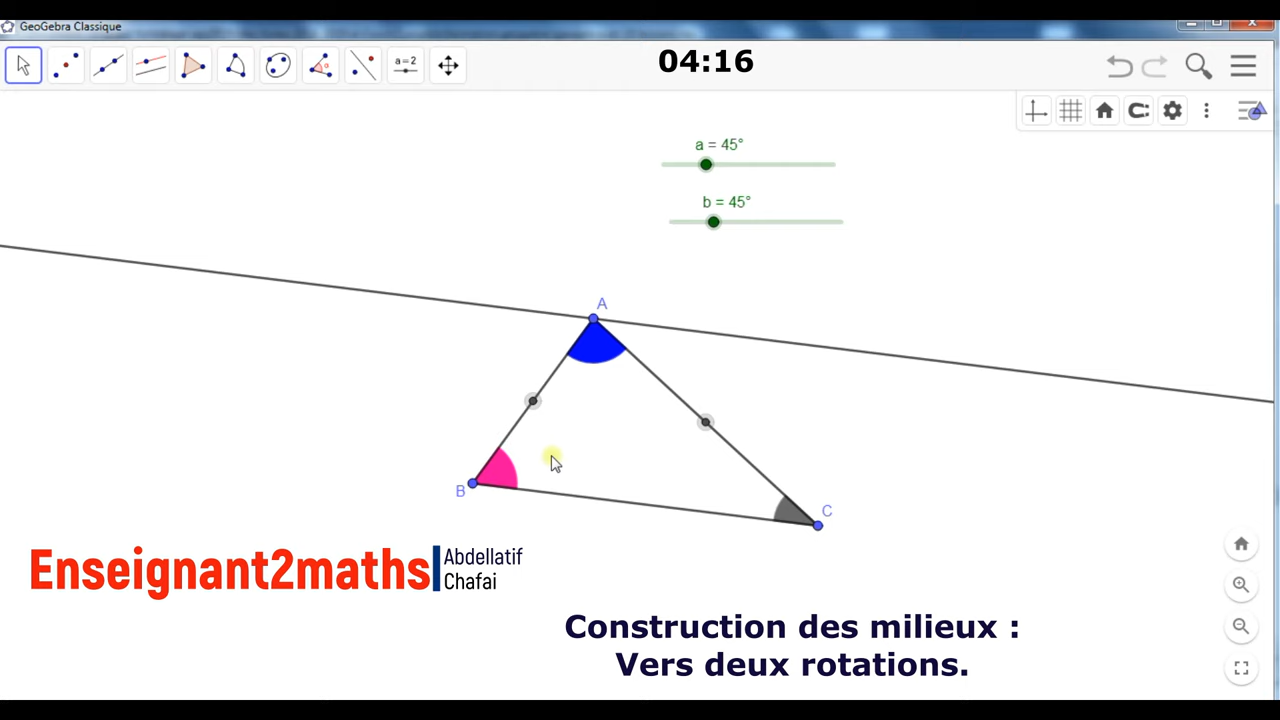 GeoGebra Classique
a=2
04:16
a = 45°
b = 45°
A
B
C
Enseignant2maths
Abdellatif
Chafai
Construction des milieux :
Vers deux rotations.